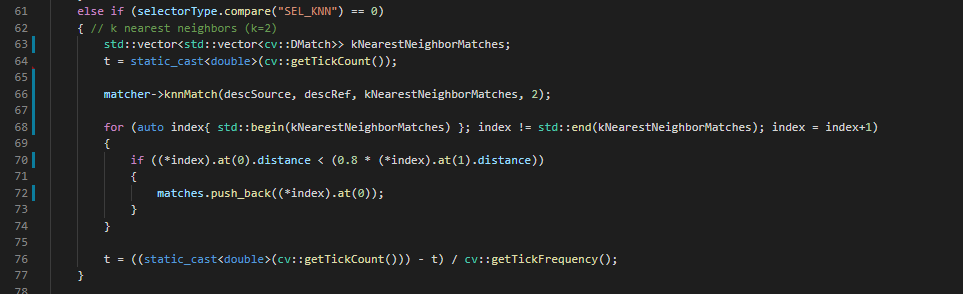 61 else if (selectorType.compare("SEL_KNN") == 0)
62 { // k nearest neighbors (k=2)
63 std::vector<std::vector<cv::DMatch>> kNearestNeighborMatches;
64 t = static_cast<double>(cv::getTickCount());
65
66 matcher->knnMatch(descSource, descRef, kNearestNeighborMatches, 2);
67
68 for (auto index{ std::begin(kNearestNeighborMatches) }; index != std::end(kNearestNeighborMatches); index = index+1)
69 {
70 if ((*index).at(0).distance < (0.8 * (*index).at(1).distance))
71 {
72 matches.push_back((*index).at(0));
73 }
74 }
75
76 t = ((static_cast<double>(cv::getTickCount())) - t) / cv::getTickFrequency();
77 }
78